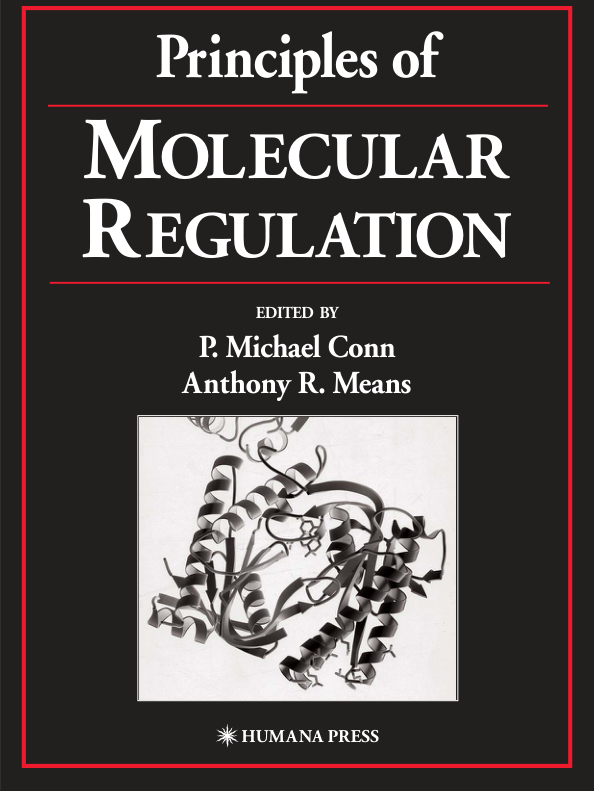 Principles of
MOLECULAR
REGULATION
EDITED BY
P. Michael Conn
Anthony R. Means
HUMANA PRESS